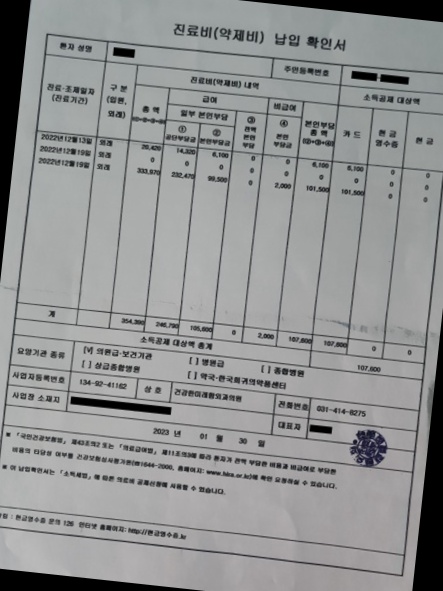 진료비(약제비) 납입 확인서
환자 성명 주민등록번호
진료·조제일자 (진료기간) 구 분 (입원, 외래) 진료비(약제비) 내역 소득공제 대상액
총 액 급여 비급여 본인부담 총 액 카 드 현 금 영수증 현 금
일부 본인부담 ③ 전액 본인 부담 ④ 본인 부담
① 공단부담금 ② 본인부담금
2022년12월13일 외래 20,420 14,320 6,100 0 0 6,100 6,100 0 0
2022년12월19일 외래 0 0 0 0 0 0 0 0 0
2022년12월19일 외래 333,970 232,470 99,500 0 2,000 101,500 101,500 0 0
계 354,390 246,790 105,600 0 2,000 107,600 107,600 0 0
소득공제 대상액 총계 107,600
요양기관 종류 [V] 의원급·보건기관 [ ] 병원급 [ ] 종합병원
[ ] 상급종합병원 [ ] 약국·한국희귀의약품센터
사업자등록번호 134-92-41162 상 호 건강한미래항외과의원 전화번호 031-414-8275
사업장 소재지 대표자
2023 년 01 월 30 일
* 「국민건강보험법」 제43조의2 또는 「의료급여법」 제11조의3에 따라 환자가 전액 부담한 비용과 비급여로 부담한
비용의 타당성 여부를 건강보험심사평가원(☎1644-2000, 홈페이지: www.hira.or.kr)에 확인 요청하실 수 있습니다.
* 이 납입확인서는 「소득세법」에 따른 의료비 공제신청에 사용할 수 있습니다.
: 현금영수증 문의 126 인터넷 홈페이지: http://현금영수증.kr